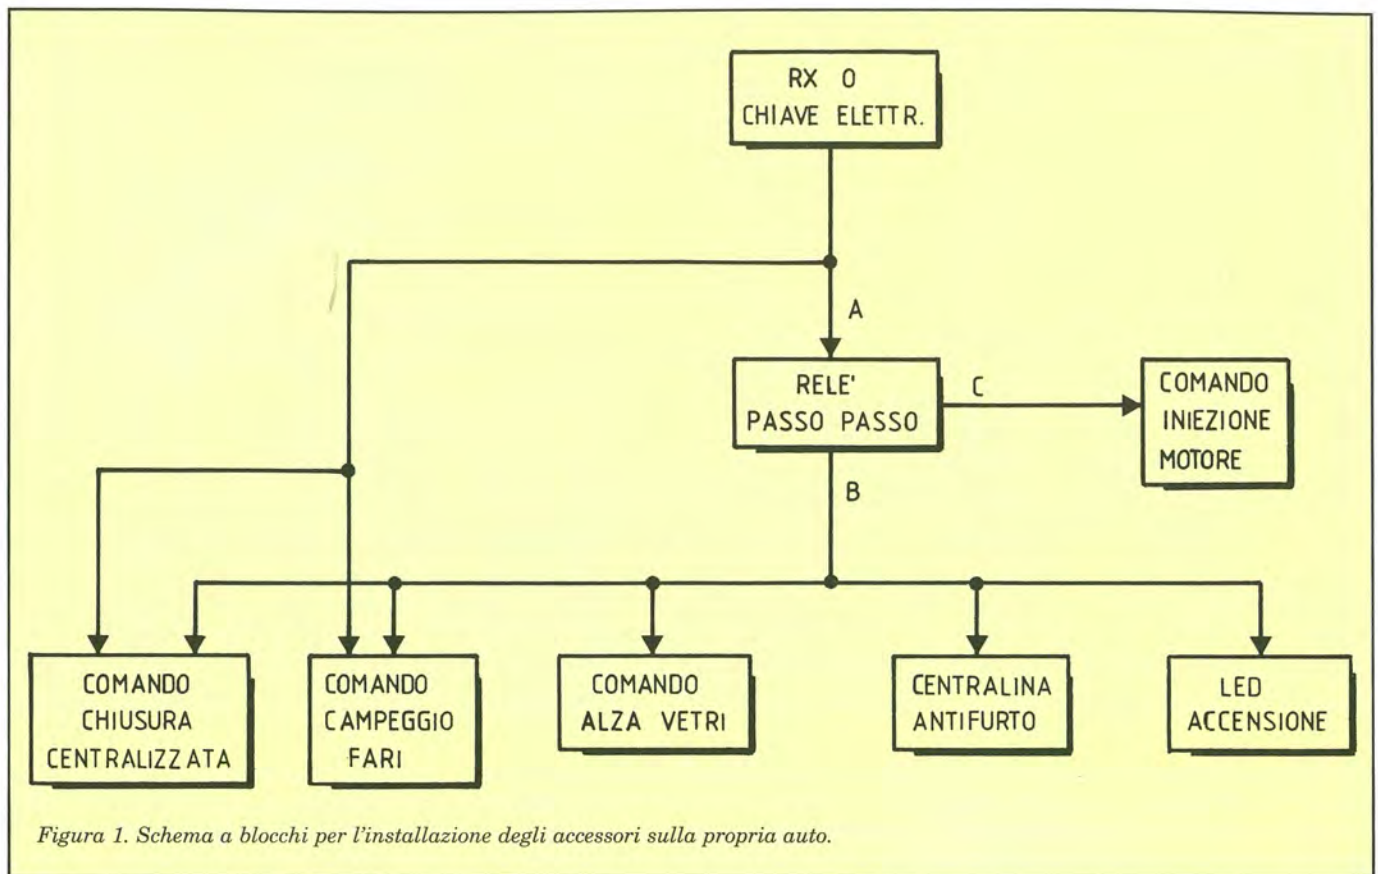 RX O
CHIAVE ELETTR.
A
RELE'
PASSO PASSO
C
COMANDO
INIEZIONE
MOTORE
B
COMANDO
CHIUSURA
CENTRALIZZATA
COMANDO
CAMPEGGIO
FARI
COMANDO
ALZA VETRI
CENTRALINA
ANTIFURTO
LED
ACCENSIONE
Figura 1. Schema a blocchi per l'installazione degli accessori sulla propria auto.